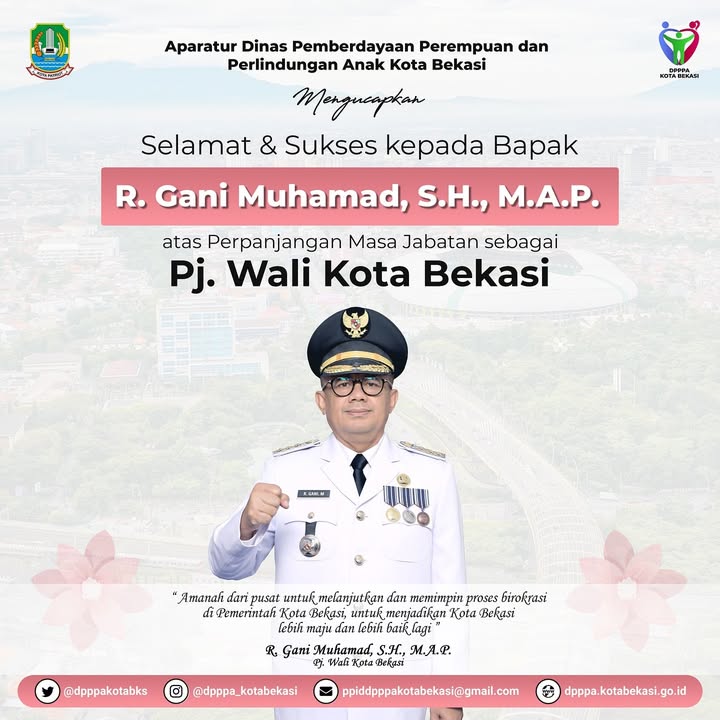 KOTA PATRIOT
DPPPA
KOTA BEKASI
Aparatur Dinas Pemberdayaan Perempuan dan
Perlindungan Anak Kota Bekasi
Mengucapkan
Selamat & Sukses kepada Bapak
R. Gani Muhamad, S.H., M.A.P.
atas Perpanjangan Masa Jabatan sebagai
Pj. Wali Kota Bekasi
R. GANI. M
“ Amanah dari pusat untuk melanjutkan dan memimpin proses birokrasi
di Pemerintah Kota Bekasi, untuk menjadikan Kota Bekasi
lebih maju dan lebih baik lagi ”
R. Gani Muhamad, S.H., M.A.P.
Pj. Wali Kota Bekasi
@dpppakotabks @dpppa_kotabekasi ppiddpppakotabekasi@gmail.com dpppa.kotabekasi.go.id